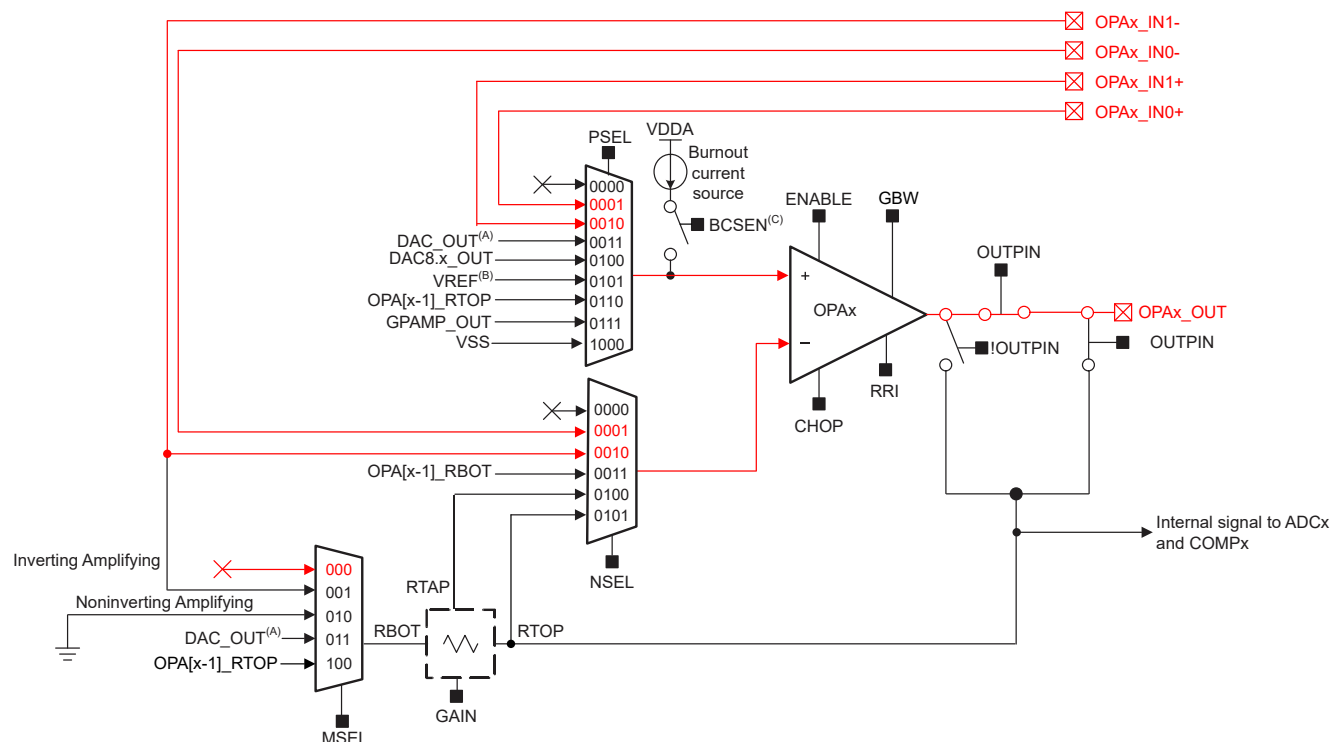 OPAx_IN1-
OPAx_IN0-
OPAx_IN1+
OPAx_IN0+
PSEL
VDDA
Burnout
current
source
BCSEN(C)
0000
0001
0010
DAC_OUT(A) 0011
DAC8.x_OUT 0100
VREF(B) 0101
OPA[x-1]_RTOP 0110
GPAMP_OUT 0111
VSS 1000
ENABLE
GBW
+
OPAx
−
CHOP
RRI
OUTPIN
OPAx_OUT
!OUTPIN
OUTPIN
0000
0001
0010
OPA[x-1]_RBOT 0011
0100
0101
NSEL
Internal signal to ADCx
and COMPx
Inverting Amplifying
000
001
Noninverting Amplifying
010
DAC_OUT(A) 011
OPA[x-1]_RTOP 100
MSEL
RBOT
RTAP
RTOP
GAIN